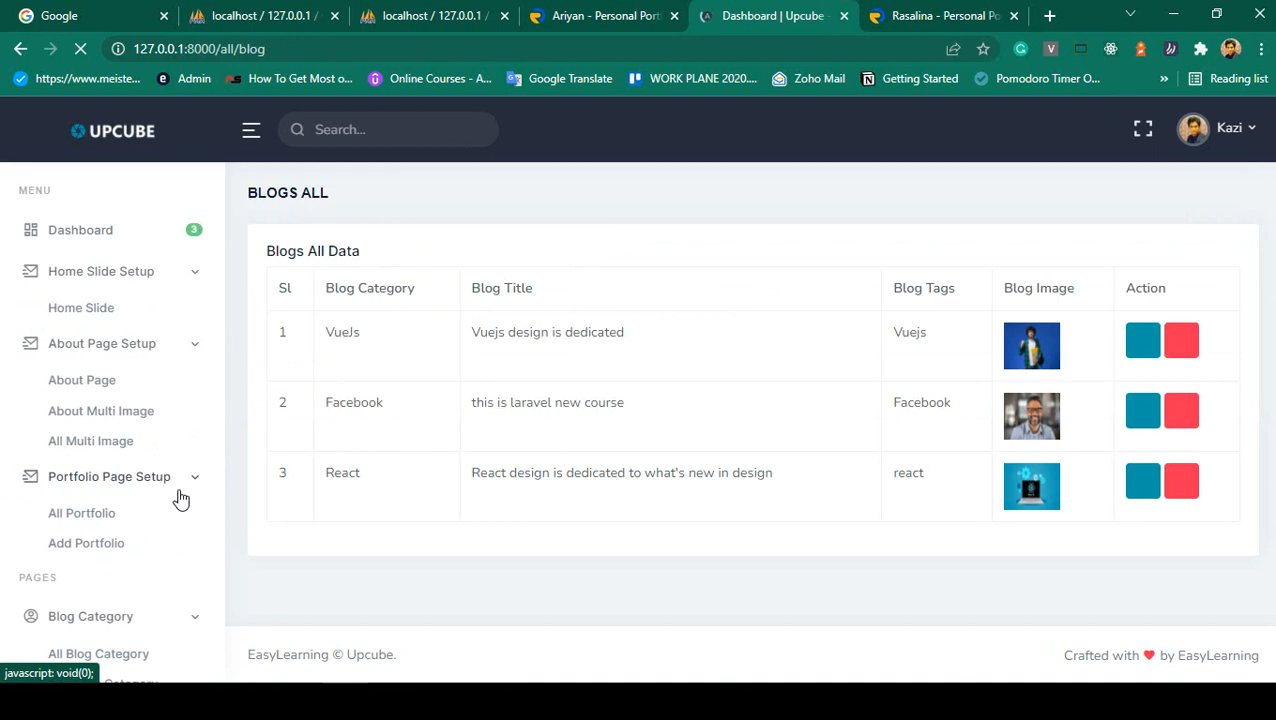 Google
localhost / 127.0.0.1 /
localhost / 127.0.0.1 /
Ariyan - Personal Port
Dashboard | Upcube -
Rasalina - Personal Po
127.0.0.1:8000/all/blog
https://www.meiste...
Admin
How To Get Most o...
Online Courses - A...
Google Translate
WORK PLANE 2020....
Zoho Mail
Getting Started
Pomodoro Timer O...
»
Reading list
UPCUBE
Search...
Kazi
MENU
Dashboard
3
Home Slide Setup
Home Slide
About Page Setup
About Page
About Multi Image
All Multi Image
Portfolio Page Setup
All Portfolio
Add Portfolio
PAGES
Blog Category
All Blog Category
javascript: void(0);
BLOGS ALL
Blogs All Data
Sl Blog Category Blog Title Blog Tags Blog Image Action
1 VueJs Vuejs design is dedicated Vuejs
2 Facebook this is laravel new course Facebook
3 React React design is dedicated to what's new in design react
EasyLearning © Upcube.
Crafted with ❤ by EasyLearning